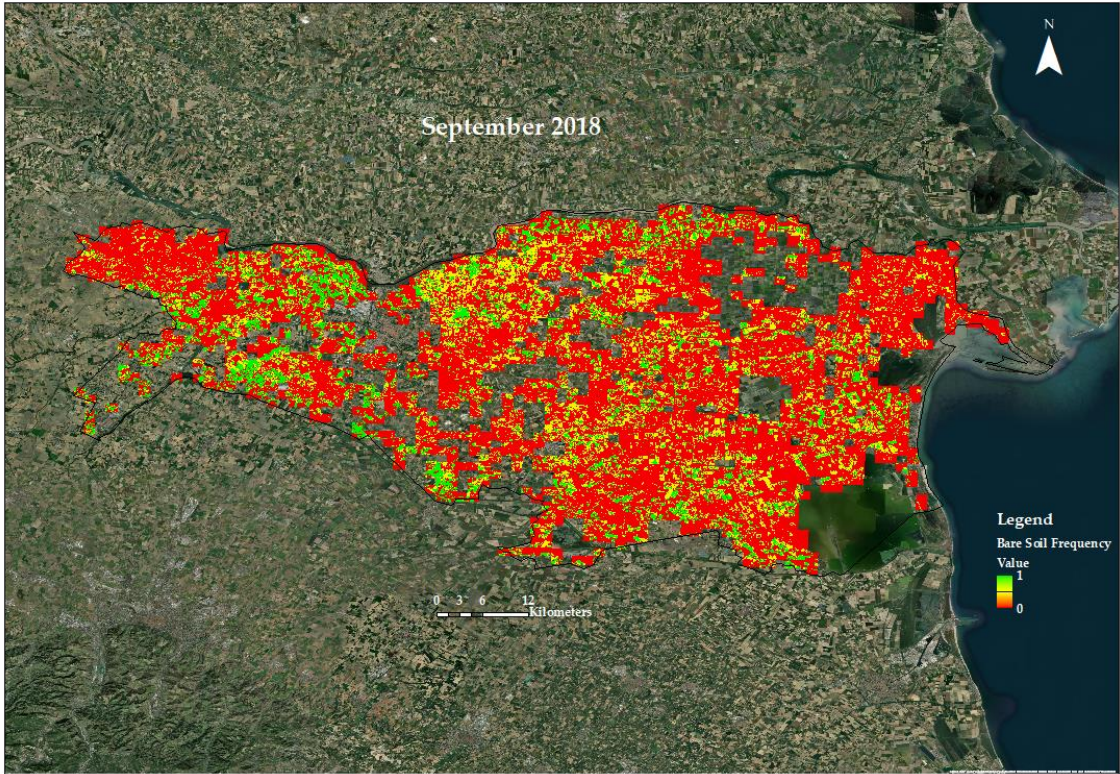 N
September 2018
Legend
Bare Soil Frequency
Value
1
0
0 3 6 12
Kilometers